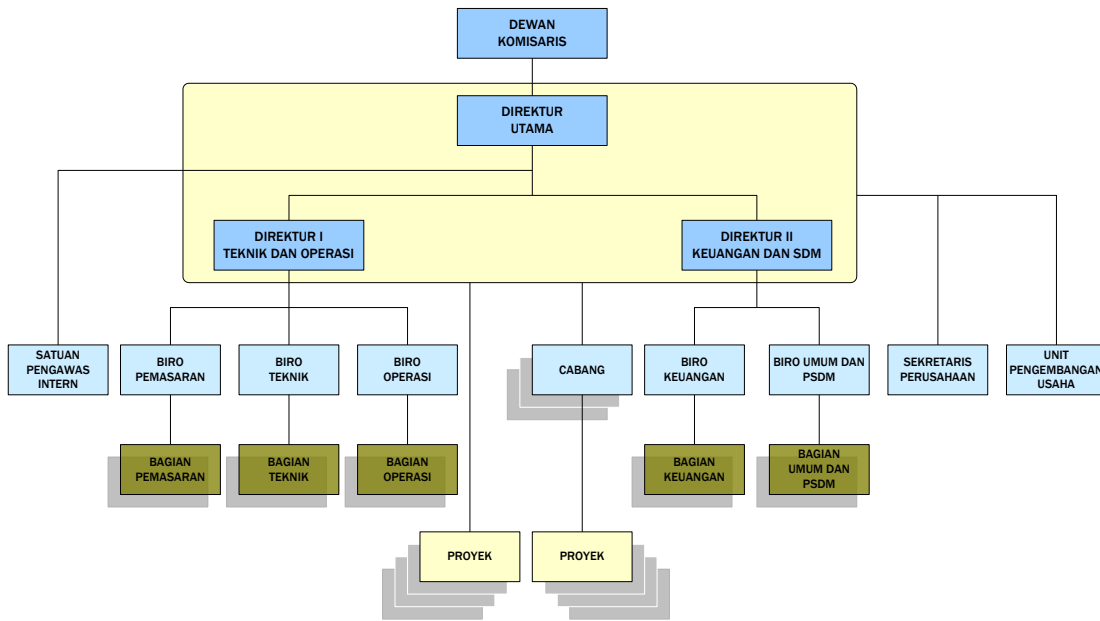 DEWAN
KOMISARIS
DIREKTUR
UTAMA
DIREKTUR I
TEKNIK DAN OPERASI
DIREKTUR II
KEUANGAN DAN SDM
SATUAN
PENGAWAS
INTERN
BIRO
PEMASARAN
BIRO
TEKNIK
BIRO
OPERASI
CABANG
BIRO
KEUANGAN
BIRO UMUM DAN
PSDM
SEKRETARIS
PERUSAHAAN
UNIT
PENGEMBANGAN
USAHA
BAGIAN
PEMASARAN
BAGIAN
TEKNIK
BAGIAN
OPERASI
BAGIAN
KEUANGAN
BAGIAN
UMUM DAN
PSDM
PROYEK
PROYEK